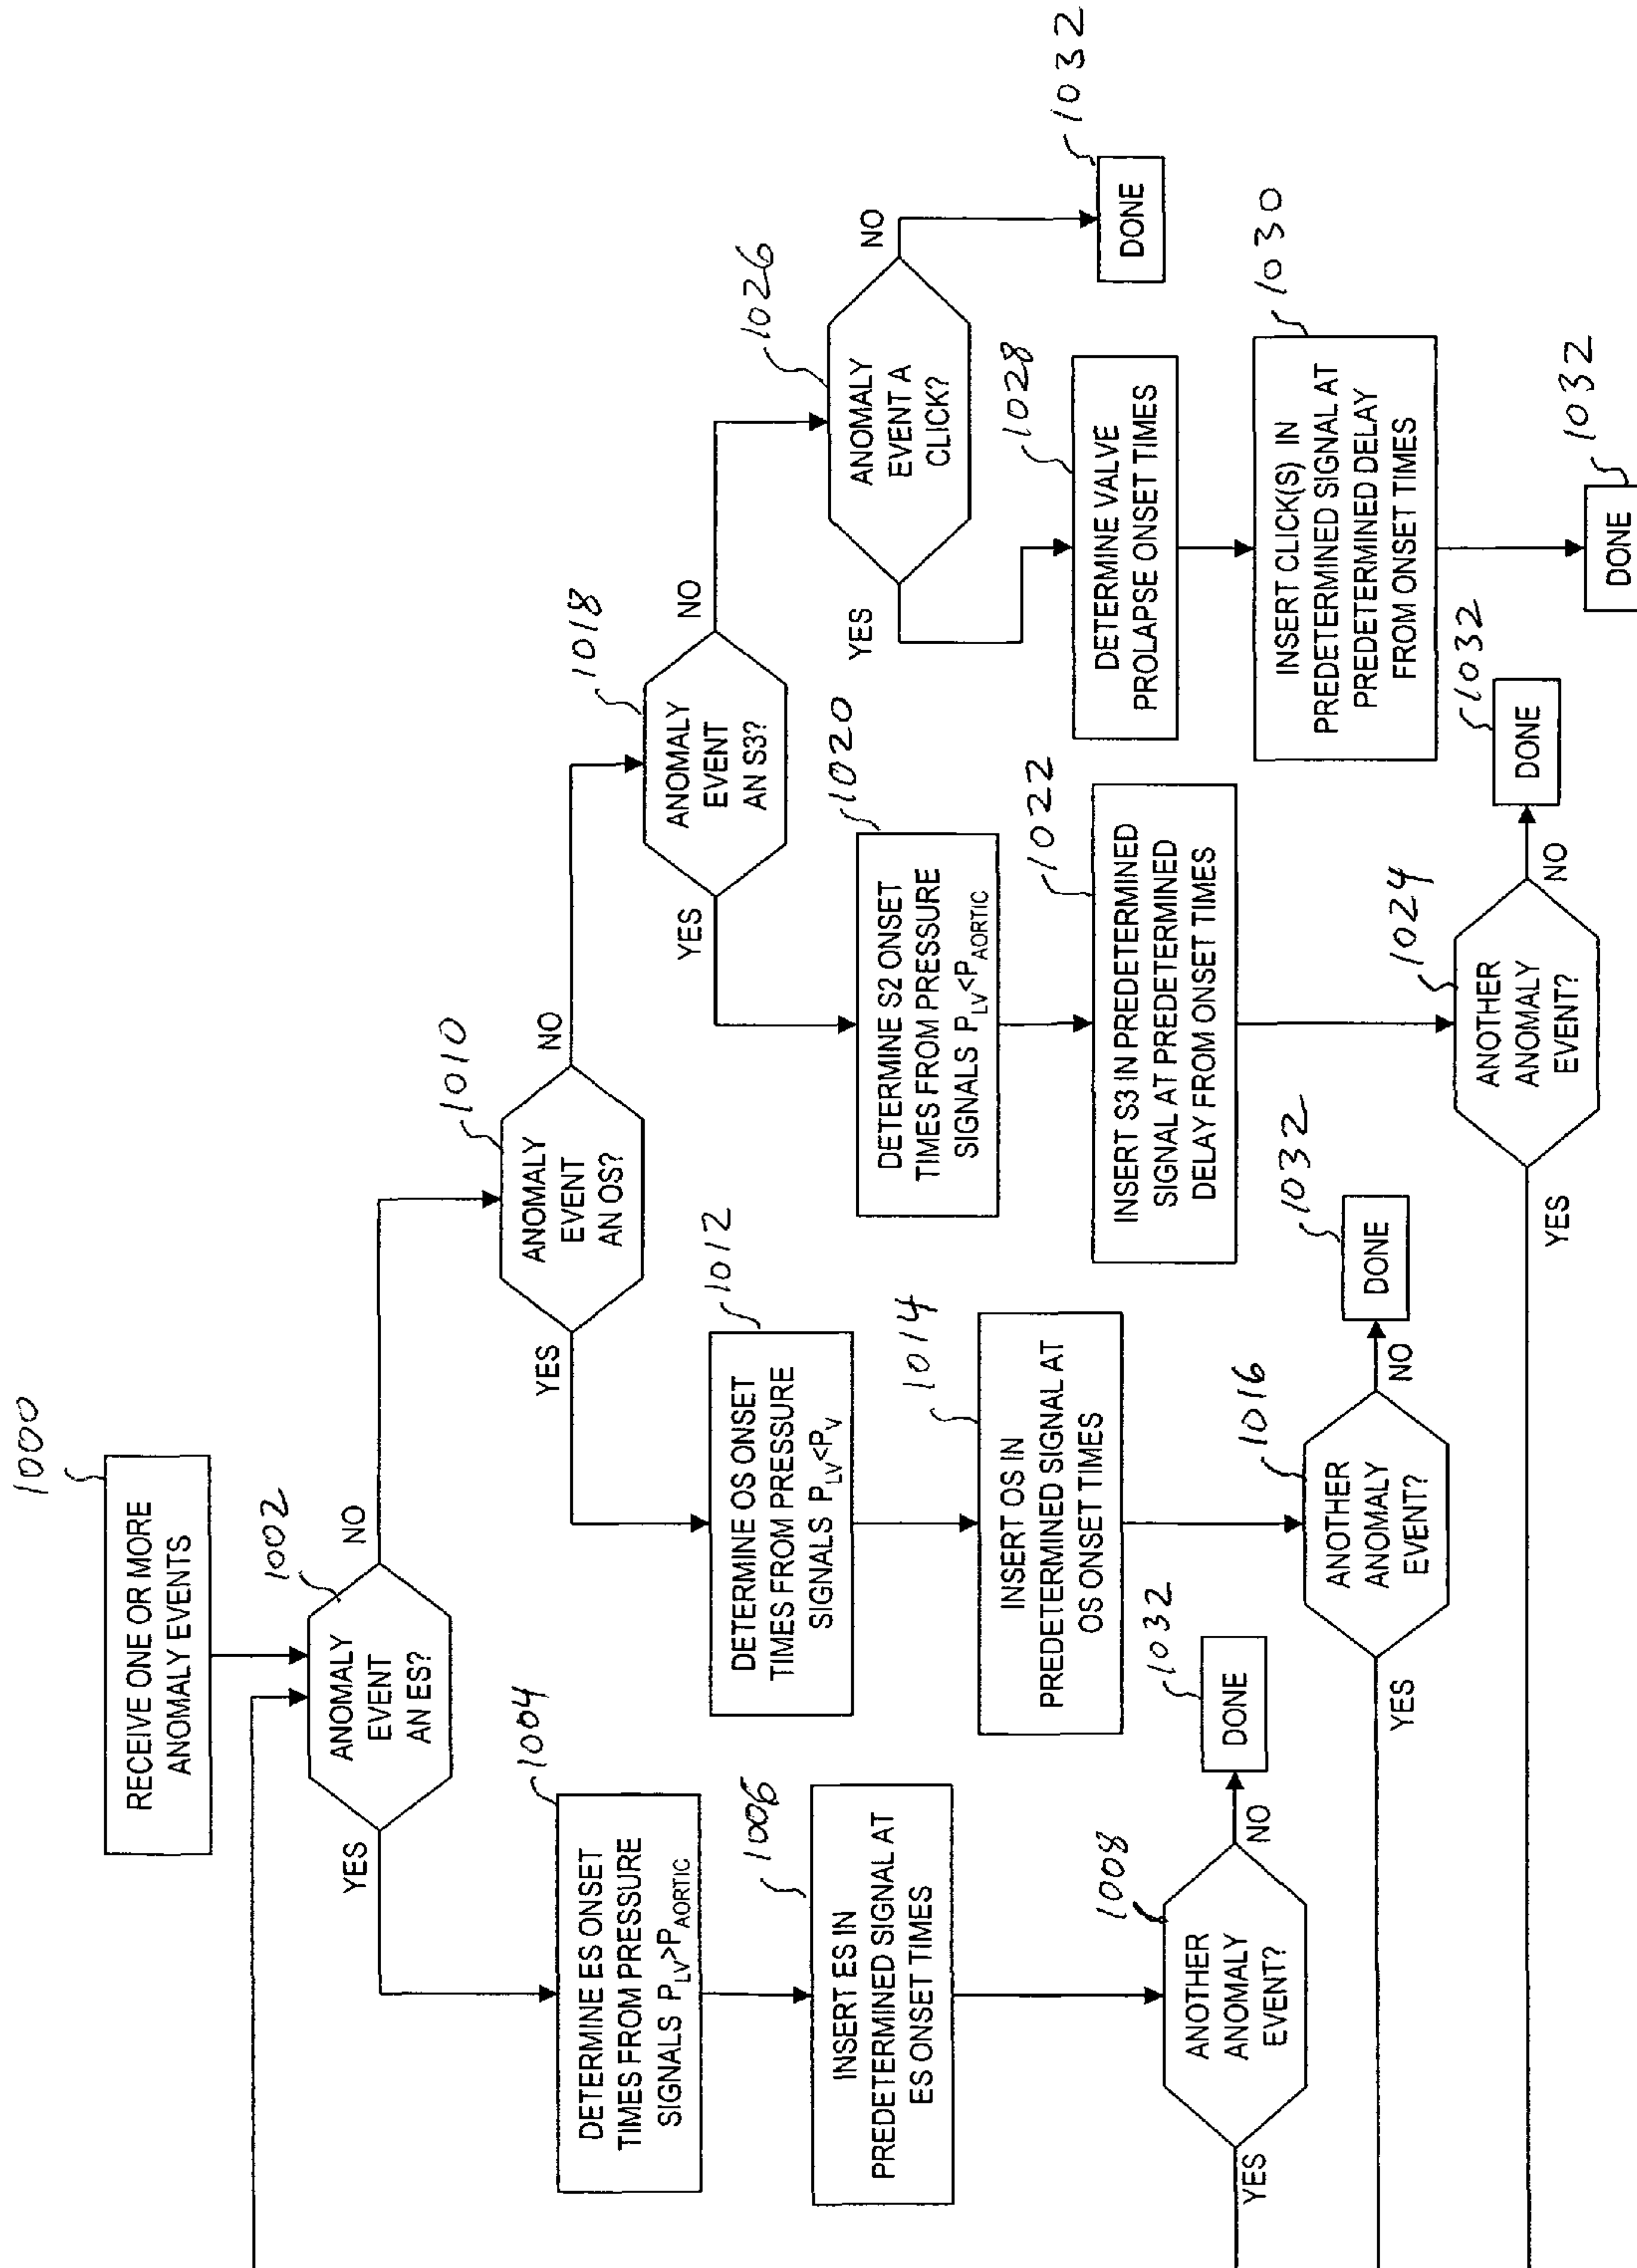 1000
RECEIVE ONE OR MORE
ANOMALY EVENTS
1002
ANOMALY
EVENT
AN ES?
YES
NO
1004
DETERMINE ES ONSET
TIMES FROM PRESSURE
SIGNALS P_LV>P_AORTIC
1006
INSERT ES IN
PREDETERMINED SIGNAL AT
ES ONSET TIMES
1008
ANOTHER
ANOMALY
EVENT?
YES
NO
1032
DONE
1010
ANOMALY
EVENT
AN OS?
YES
NO
1012
DETERMINE OS ONSET
TIMES FROM PRESSURE
SIGNALS P_LV<P_V
1014
INSERT OS IN
PREDETERMINED SIGNAL AT
OS ONSET TIMES
1016
ANOTHER
ANOMALY
EVENT?
YES
NO
1032
DONE
1018
ANOMALY
EVENT
AN S3?
YES
NO
1020
DETERMINE S2 ONSET
TIMES FROM PRESSURE
SIGNALS P_LV<P_AORTIC
1022
INSERT S3 IN PREDETERMINED
SIGNAL AT PREDETERMINED
DELAY FROM ONSET TIMES
1024
ANOTHER
ANOMALY
EVENT?
YES
NO
1032
DONE
1026
ANOMALY
EVENT A
CLICK?
YES
NO
1032
DONE
1028
DETERMINE VALVE
PROLAPSE ONSET TIMES
1030
INSERT CLICK(S) IN
PREDETERMINED SIGNAL AT
PREDETERMINED DELAY
FROM ONSET TIMES
1032
DONE